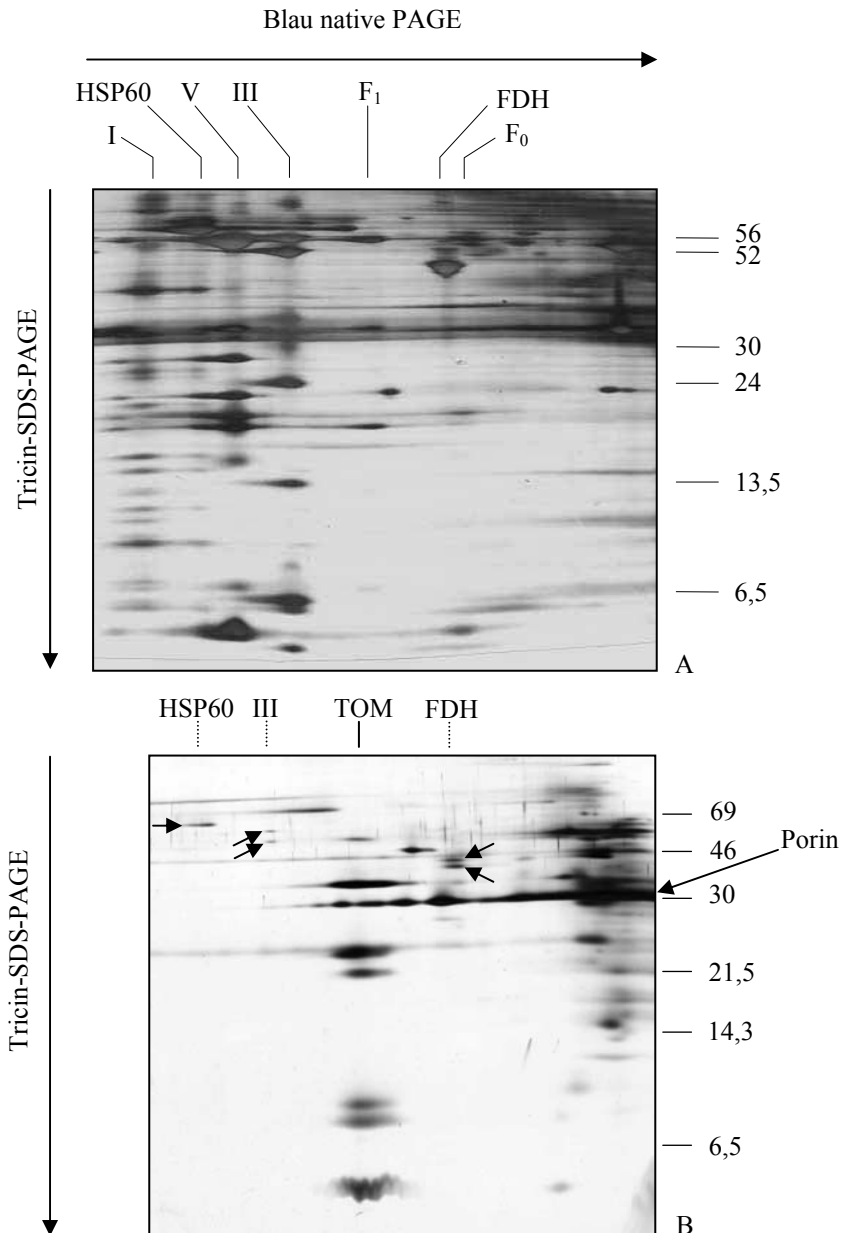 Blau native PAGE
HSP60 V III F₁ FDH
I F₀
Tricin-SDS-PAGE
56
52
30
24
13,5
6,5
A
HSP60 III TOM FDH
Tricin-SDS-PAGE
69
46
Porin
30
21,5
14,3
6,5
B